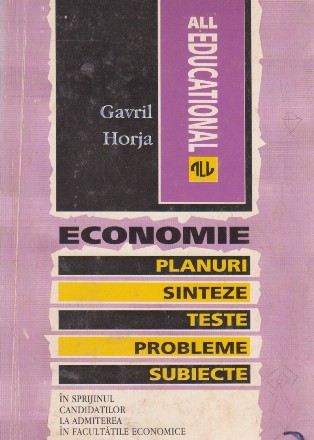 ALL EDUCATIONAL
ALL
Gavril
Horja
ECONOMIE
PLANURI
SINTEZE
TESTE
PROBLEME
SUBIECTE
ÎN SPRIJINUL
CANDIDAȚILOR
LA ADMITEREA
ÎN FACULTĂȚILE ECONOMICE